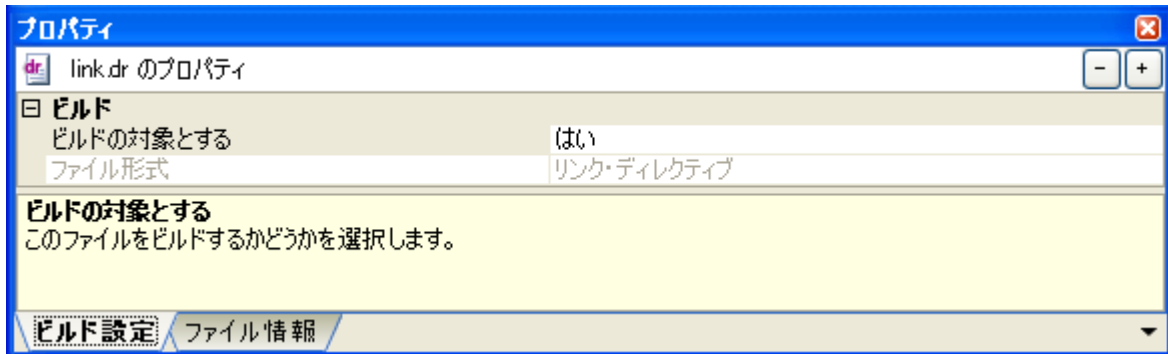 プロパティ
link.dr のプロパティ
ビルド
ビルドの対象とする はい
ファイル形式 リンク・ディレクティブ
ビルドの対象とする
このファイルをビルドするかどうかを選択します。
ビルド設定 ファイル情報